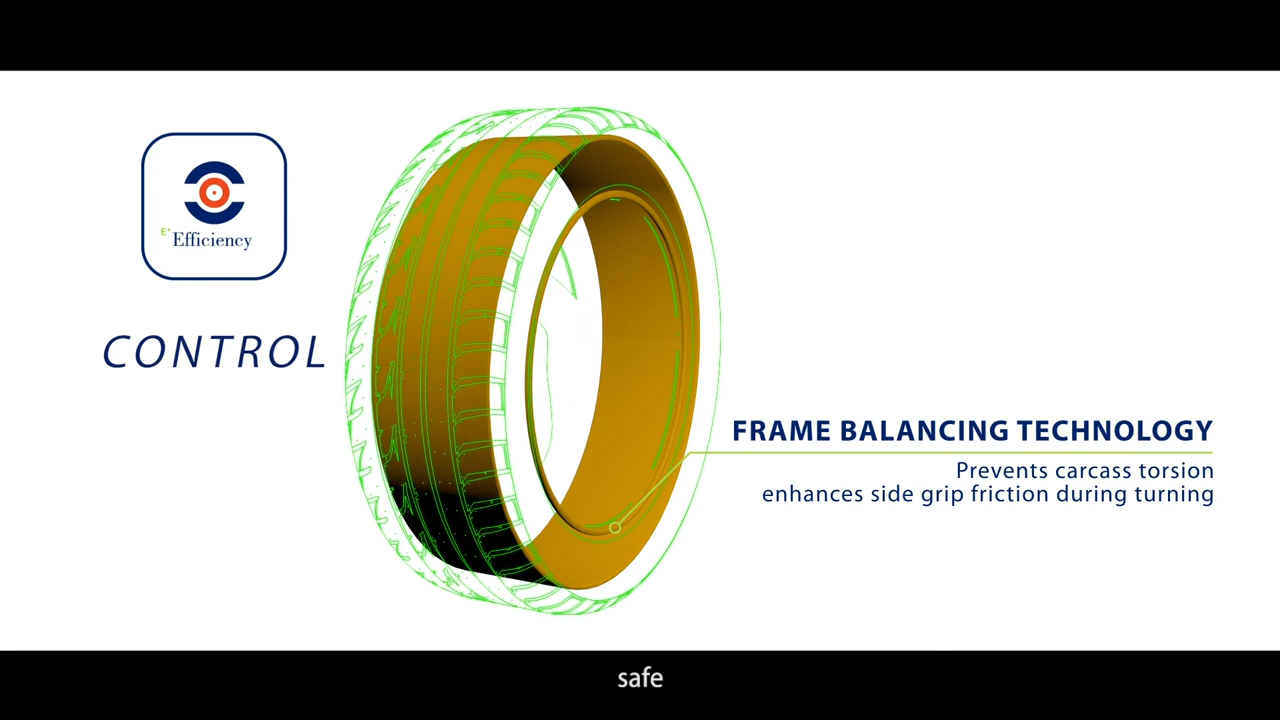 E+
Efficiency
CONTROL
FRAME BALANCING TECHNOLOGY
Prevents carcass torsion
enhances side grip friction during turning
safe